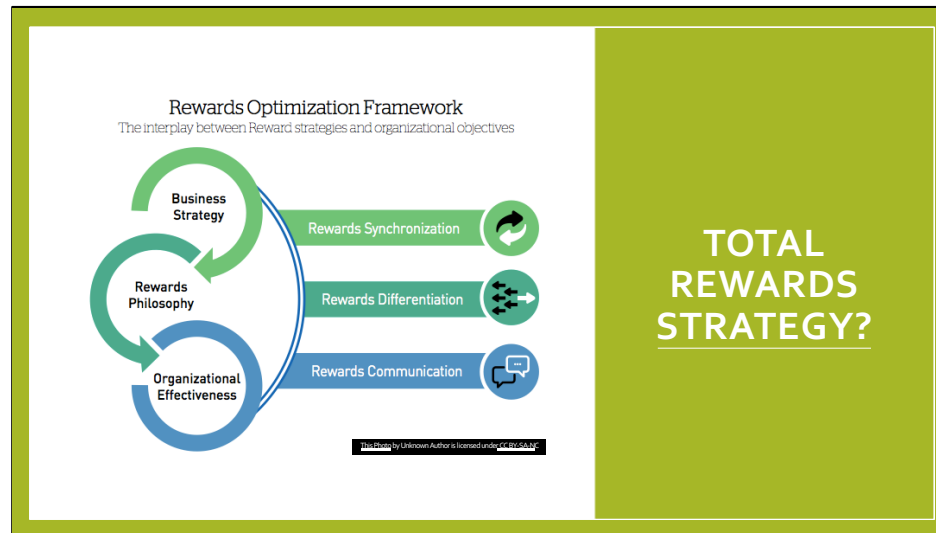 Rewards Optimization Framework
The interplay between Reward strategies and organizational objectives
Business
Strategy
Rewards
Philosophy
Organizational
Effectiveness
Rewards Synchronization
Rewards Differentiation
Rewards Communication
This Photo by Unknown Author is licensed under CC BY-SA-NC
TOTAL
REWARDS
STRATEGY?